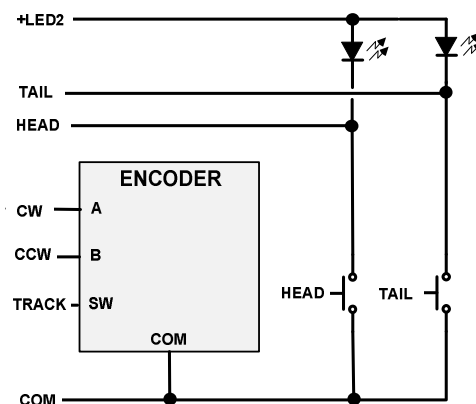 +LED2
TAIL
HEAD
ENCODER
CW A
CCW B
TRACK SW
COM
HEAD
TAIL
COM